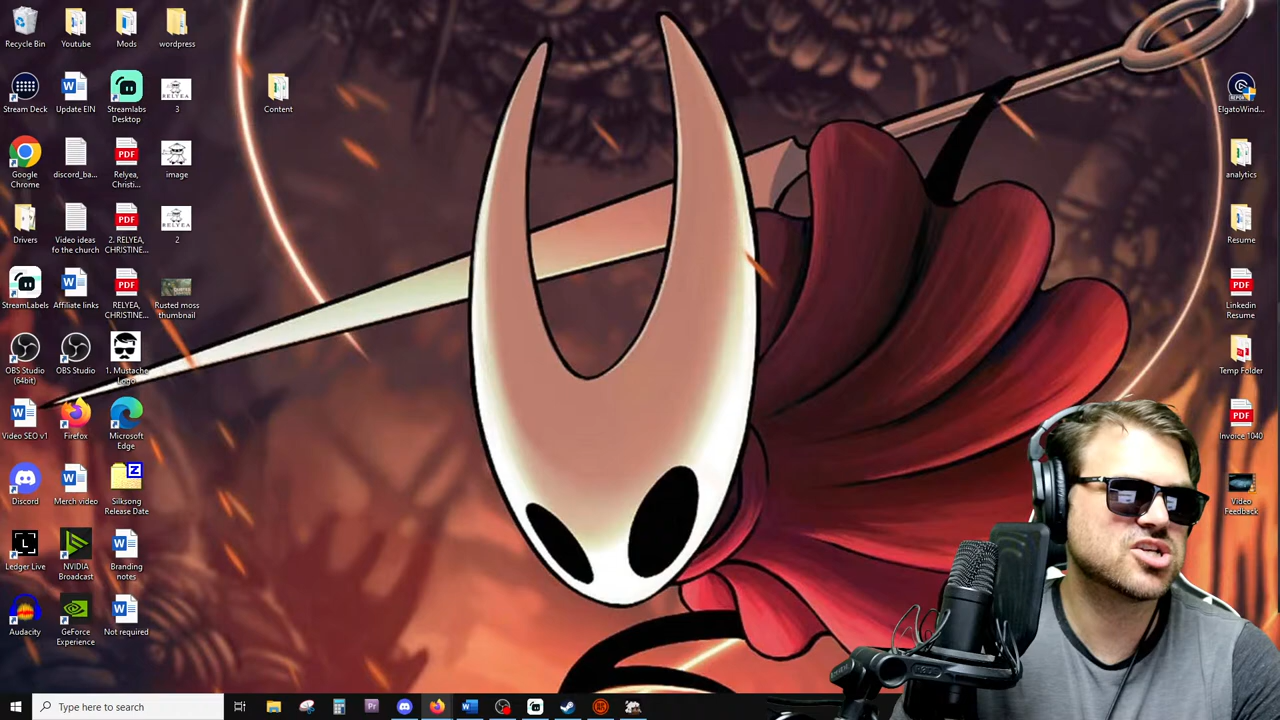 Recycle Bin
Youtube
Mods
wordpress
Stream Deck
Update EIN
Streamlabs
Desktop
3
Content
ElgatoWind...
Google
Chrome
discord_ba...
Relyea,
Christi...
image
analytics
Drivers
Video ideas
fo the church
2. RELYEA,
CHRISTINE...
2
Resume
StreamLabels
Affiliate links
RELYEA,
CHRISTINE...
Rusted moss
thumbnail
Linkedin
Resume
OBS Studio
(64bit)
OBS Studio
1. Mustache
Logo
Temp Folder
Video SEO v1
Firefox
Microsoft
Edge
Invoice 1040
Discord
Merch video
Silksong
Release Date
Video
Feedback
Ledger Live
NVIDIA
Broadcast
Branding
notes
Audacity
GeForce
Experience
Not required
Type here to search